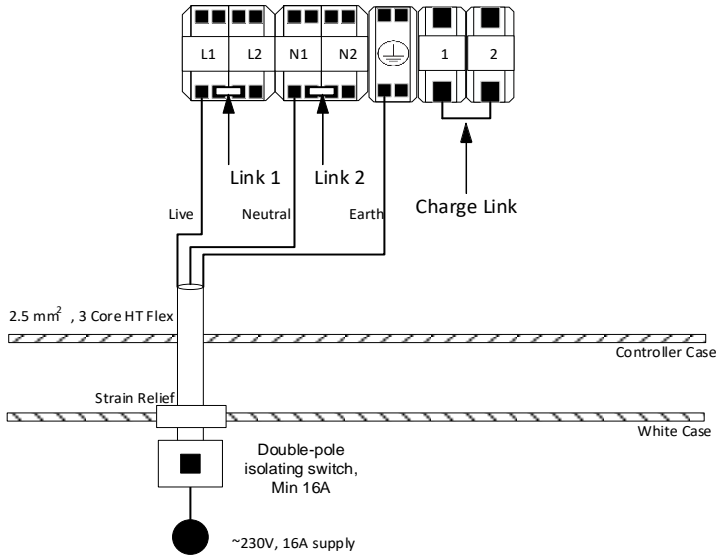 L1 L2 N1 N2 1 2
Link 1 Link 2
Charge Link
Live Neutral Earth
2.5 mm², 3 Core HT Flex
Controller Case
Strain Relief
White Case
Double-pole
isolating switch,
Min 16A
~230V, 16A supply